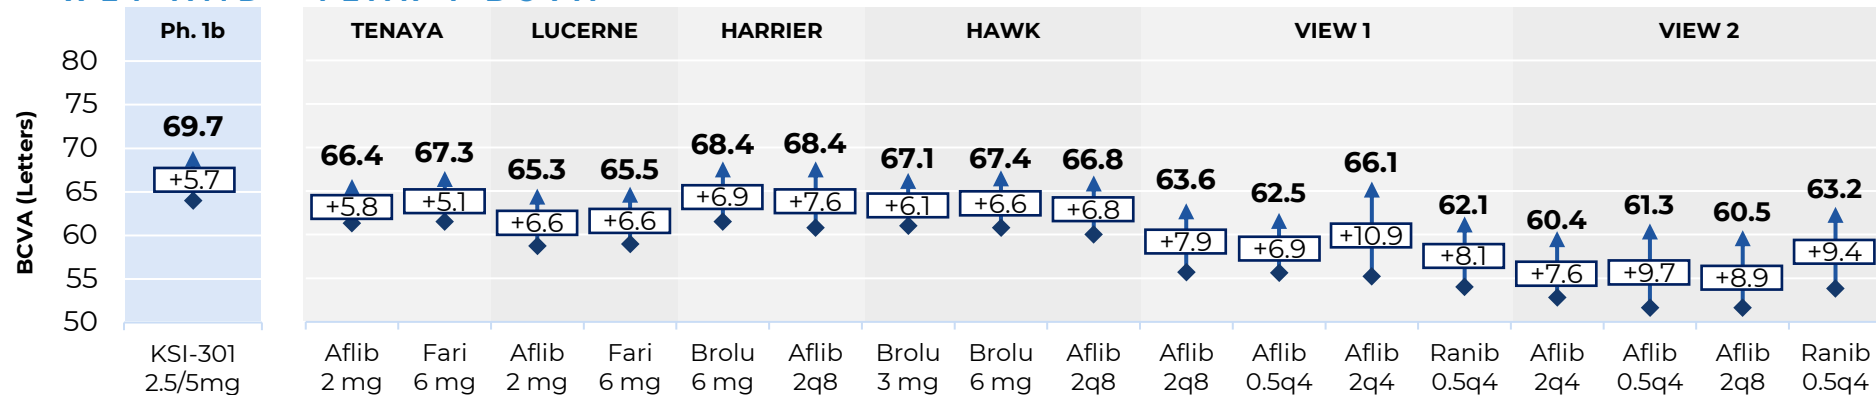 Ph. 1b TENAYA LUCERNE HARRIER HAWK VIEW 1 VIEW 2
BCVA (Letters)
80
75
70
65
60
55
50
69.7 66.4 67.3 65.3 65.5 68.4 68.4 67.1 67.4 66.8 63.6 62.5 66.1 62.1 60.4 61.3 60.5 63.2
+5.7 +5.8 +5.1 +6.6 +6.6 +6.9 +7.6 +6.1 +6.6 +6.8 +7.9 +6.9 +10.9 +8.1 +7.6 +9.7 +8.9 +9.4
KSI-301 Aflib Fari Aflib Fari Brolu Aflib Brolu Brolu Aflib Aflib Aflib Aflib Ranib Aflib Aflib Aflib Ranib
2.5/5mg 2 mg 6 mg 2 mg 6 mg 6 mg 2q8 3 mg 6 mg 2q8 2q8 0.5q4 2q4 0.5q4 2q4 0.5q4 2q8 0.5q4